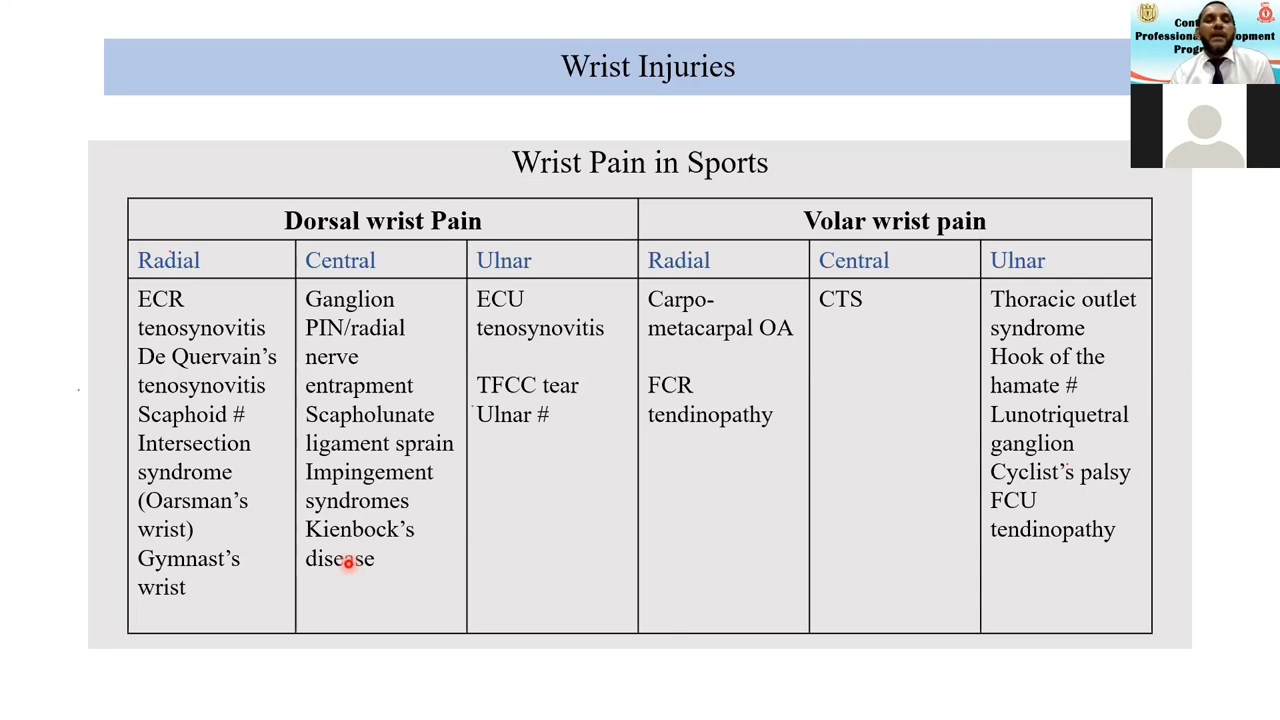 Wrist Injuries
Wrist Pain in Sports
Dorsal wrist Pain
Volar wrist pain
Radial
Central
Ulnar
Radial
Central
Ulnar
ECR
tenosynovitis
De Quervain’s
tenosynovitis
Scaphoid #
Intersection
syndrome
(Oarsman’s
wrist)
Gymnast’s
wrist
Ganglion
PIN/radial
nerve
entrapment
Scapholunate
ligament sprain
Impingement
syndromes
Kienbock’s
disease
ECU
tenosynovitis
TFCC tear
Ulnar #
Carpo-
metacarpal OA
FCR
tendinopathy
CTS
Thoracic outlet
syndrome
Hook of the
hamate #
Lunotriquetral
ganglion
Cyclist’s palsy
FCU
tendinopathy